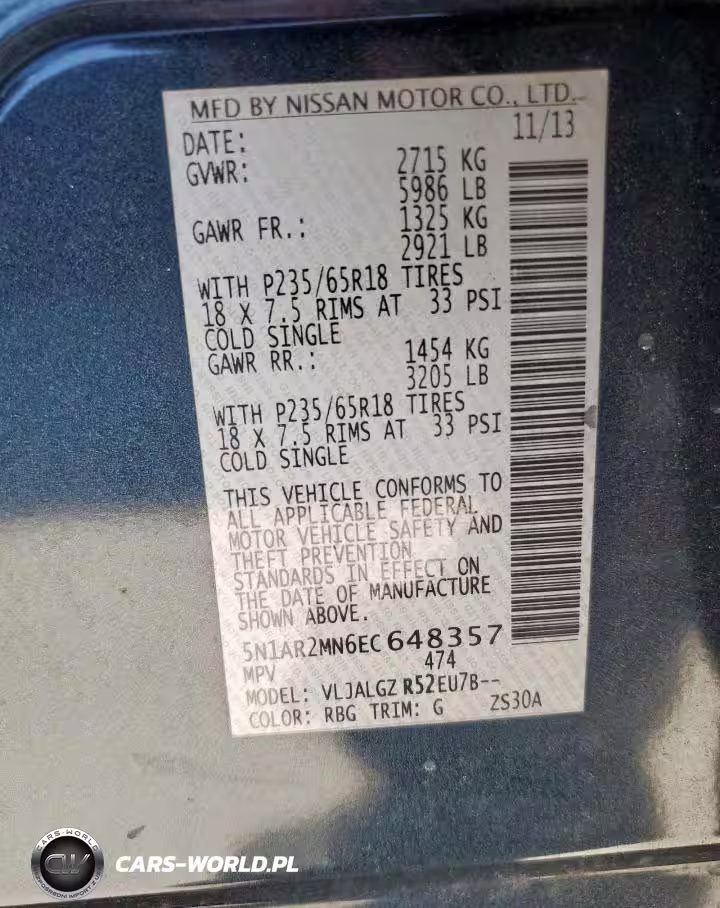 MFD BY NISSAN MOTOR CO., LTD.
DATE: 11/13
GVWR: 2715 KG
5986 LB
GAWR FR.: 1325 KG
2921 LB
WITH P235/65R18 TIRES
18 X 7.5 RIMS AT 33 PSI
COLD SINGLE
GAWR RR.: 1454 KG
3205 LB
WITH P235/65R18 TIRES
18 X 7.5 RIMS AT 33 PSI
COLD SINGLE
THIS VEHICLE CONFORMS TO
ALL APPLICABLE FEDERAL
MOTOR VEHICLE SAFETY AND
THEFT PREVENTION
STANDARDS IN EFFECT ON
THE DATE OF MANUFACTURE
SHOWN ABOVE.
5N1AR2MN6EC648357
MPV 474
MODEL: VLJALGZ R52EU7B--
COLOR: RBG TRIM: G ZS30A
CARS-WORLD
CW
CARS-WORLD.PL